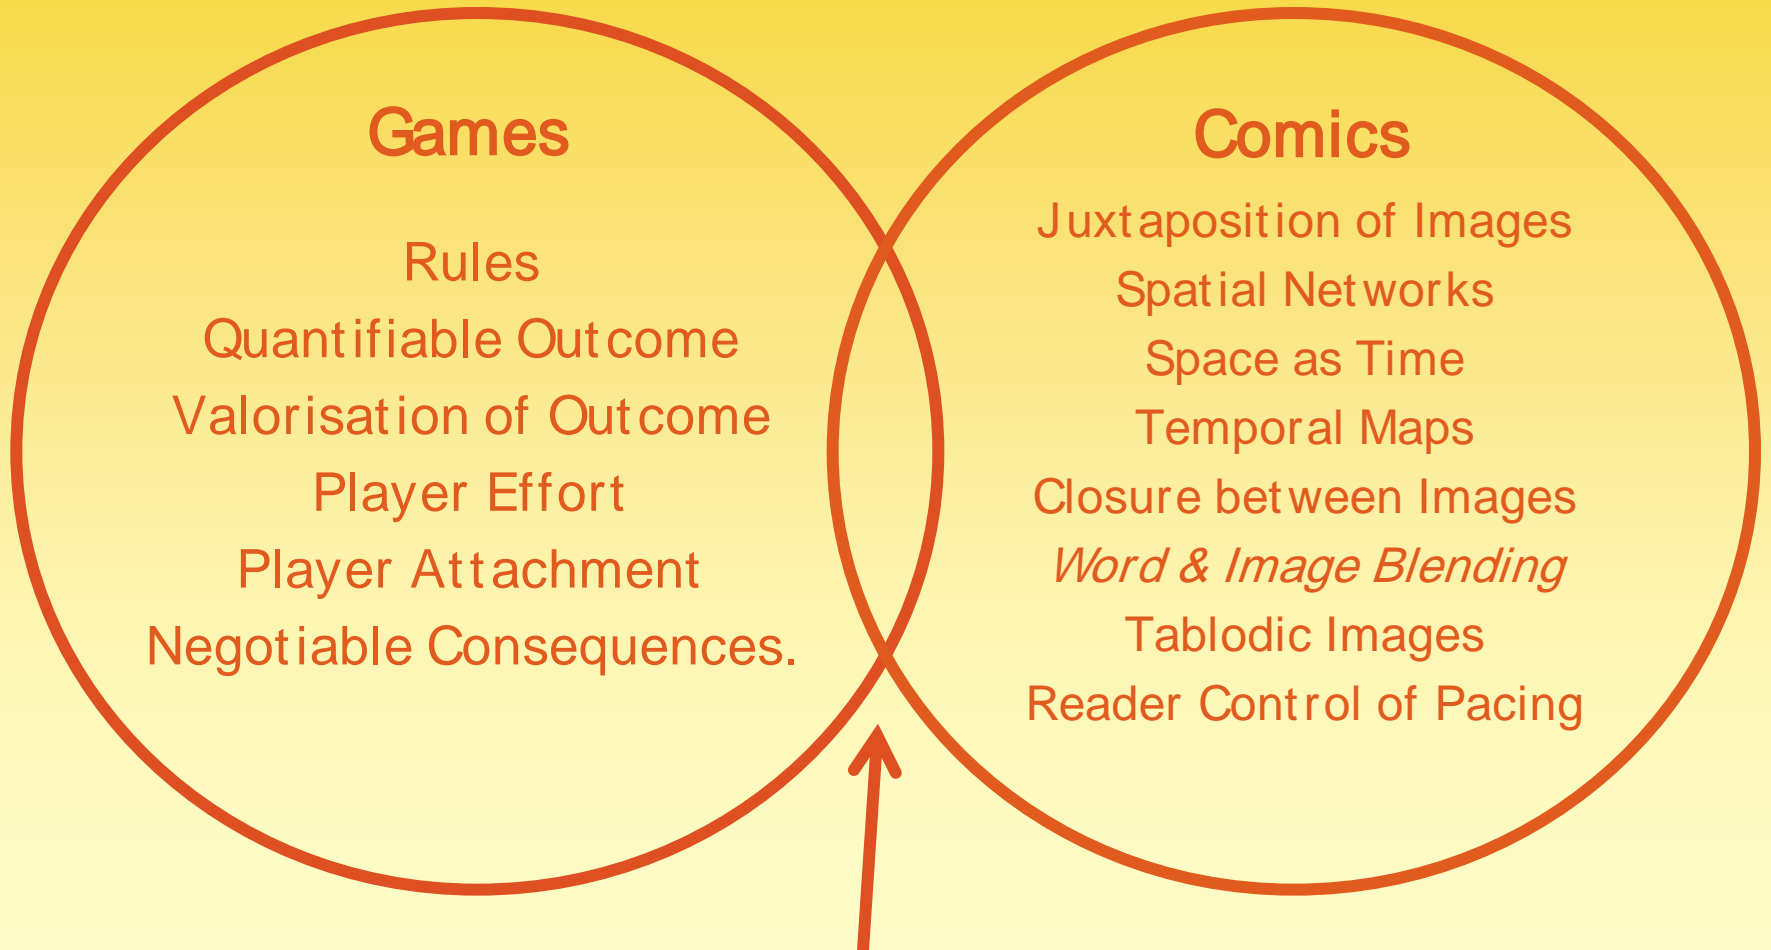 Games
Rules
Quantifiable Outcome
Valorisation of Outcome
Player Effort
Player Attachment
Negotiable Consequences.
Comics
Juxtaposition of Images
Spatial Networks
Space as Time
Temporal Maps
Closure between Images
Word & Image Blending
Tablodic Images
Reader Control of Pacing